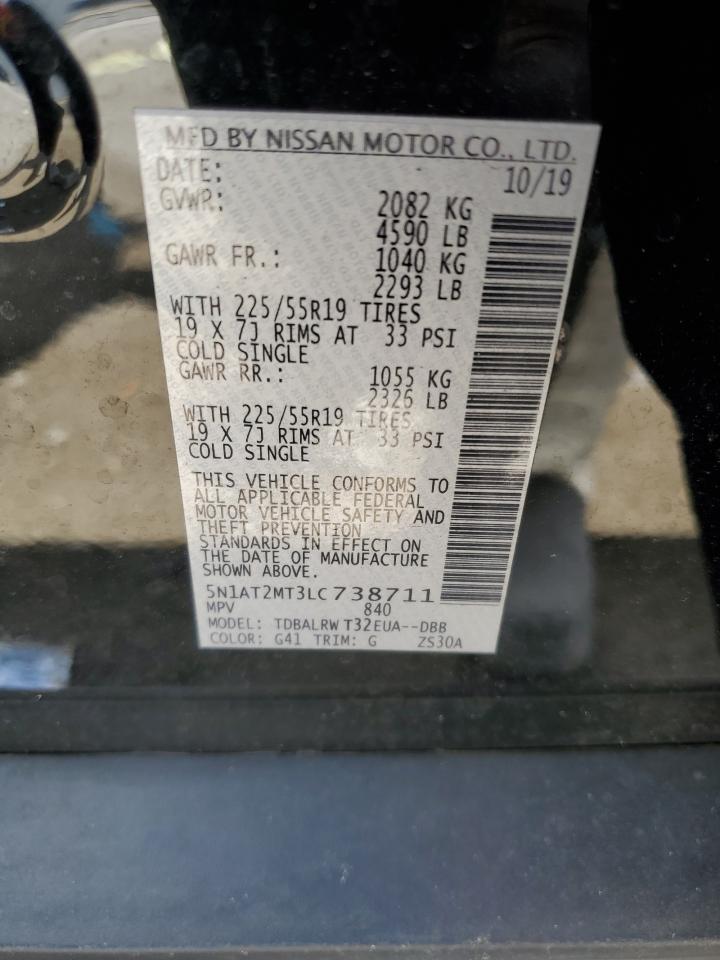 MFD BY NISSAN MOTOR CO., LTD.
DATE: 10/19
GVWR: 2082 KG
4590 LB
GAWR FR.: 1040 KG
2293 LB
WITH 225/55R19 TIRES
19 X 7J RIMS AT 33 PSI
COLD SINGLE
GAWR RR.: 1055 KG
2326 LB
WITH 225/55R19 TIRES
19 X 7J RIMS AT 33 PSI
COLD SINGLE
THIS VEHICLE CONFORMS TO
ALL APPLICABLE FEDERAL
MOTOR VEHICLE SAFETY AND
THEFT PREVENTION
STANDARDS IN EFFECT ON
THE DATE OF MANUFACTURE
SHOWN ABOVE.
5N1AT2MT3LC738711
MPV 840
MODEL: TDBALRW T32EUA--DBB
COLOR: G41 TRIM: G ZS30A